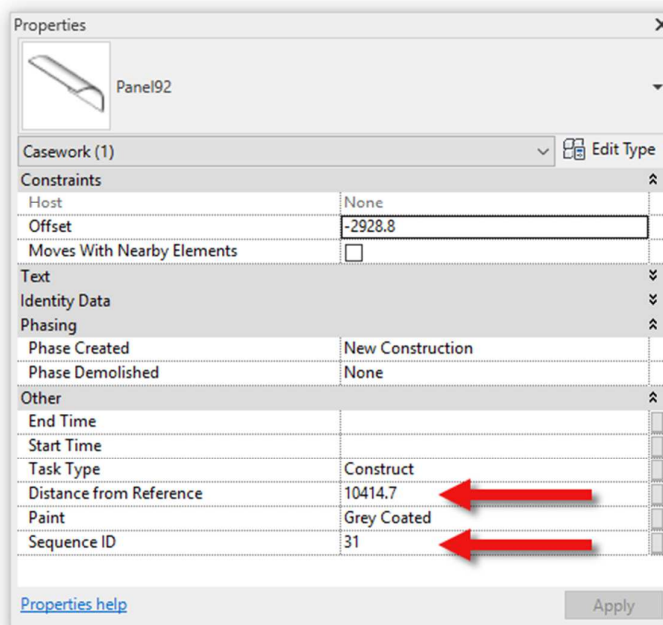 Properties
Panel92
Casework (1) Edit Type
Constraints
Host None
Offset -2928.8
Moves With Nearby Elements
Text
Identity Data
Phasing
Phase Created New Construction
Phase Demolished None
Other
End Time
Start Time
Task Type Construct
Distance from Reference 10414.7
Paint Grey Coated
Sequence ID 31
Properties help Apply